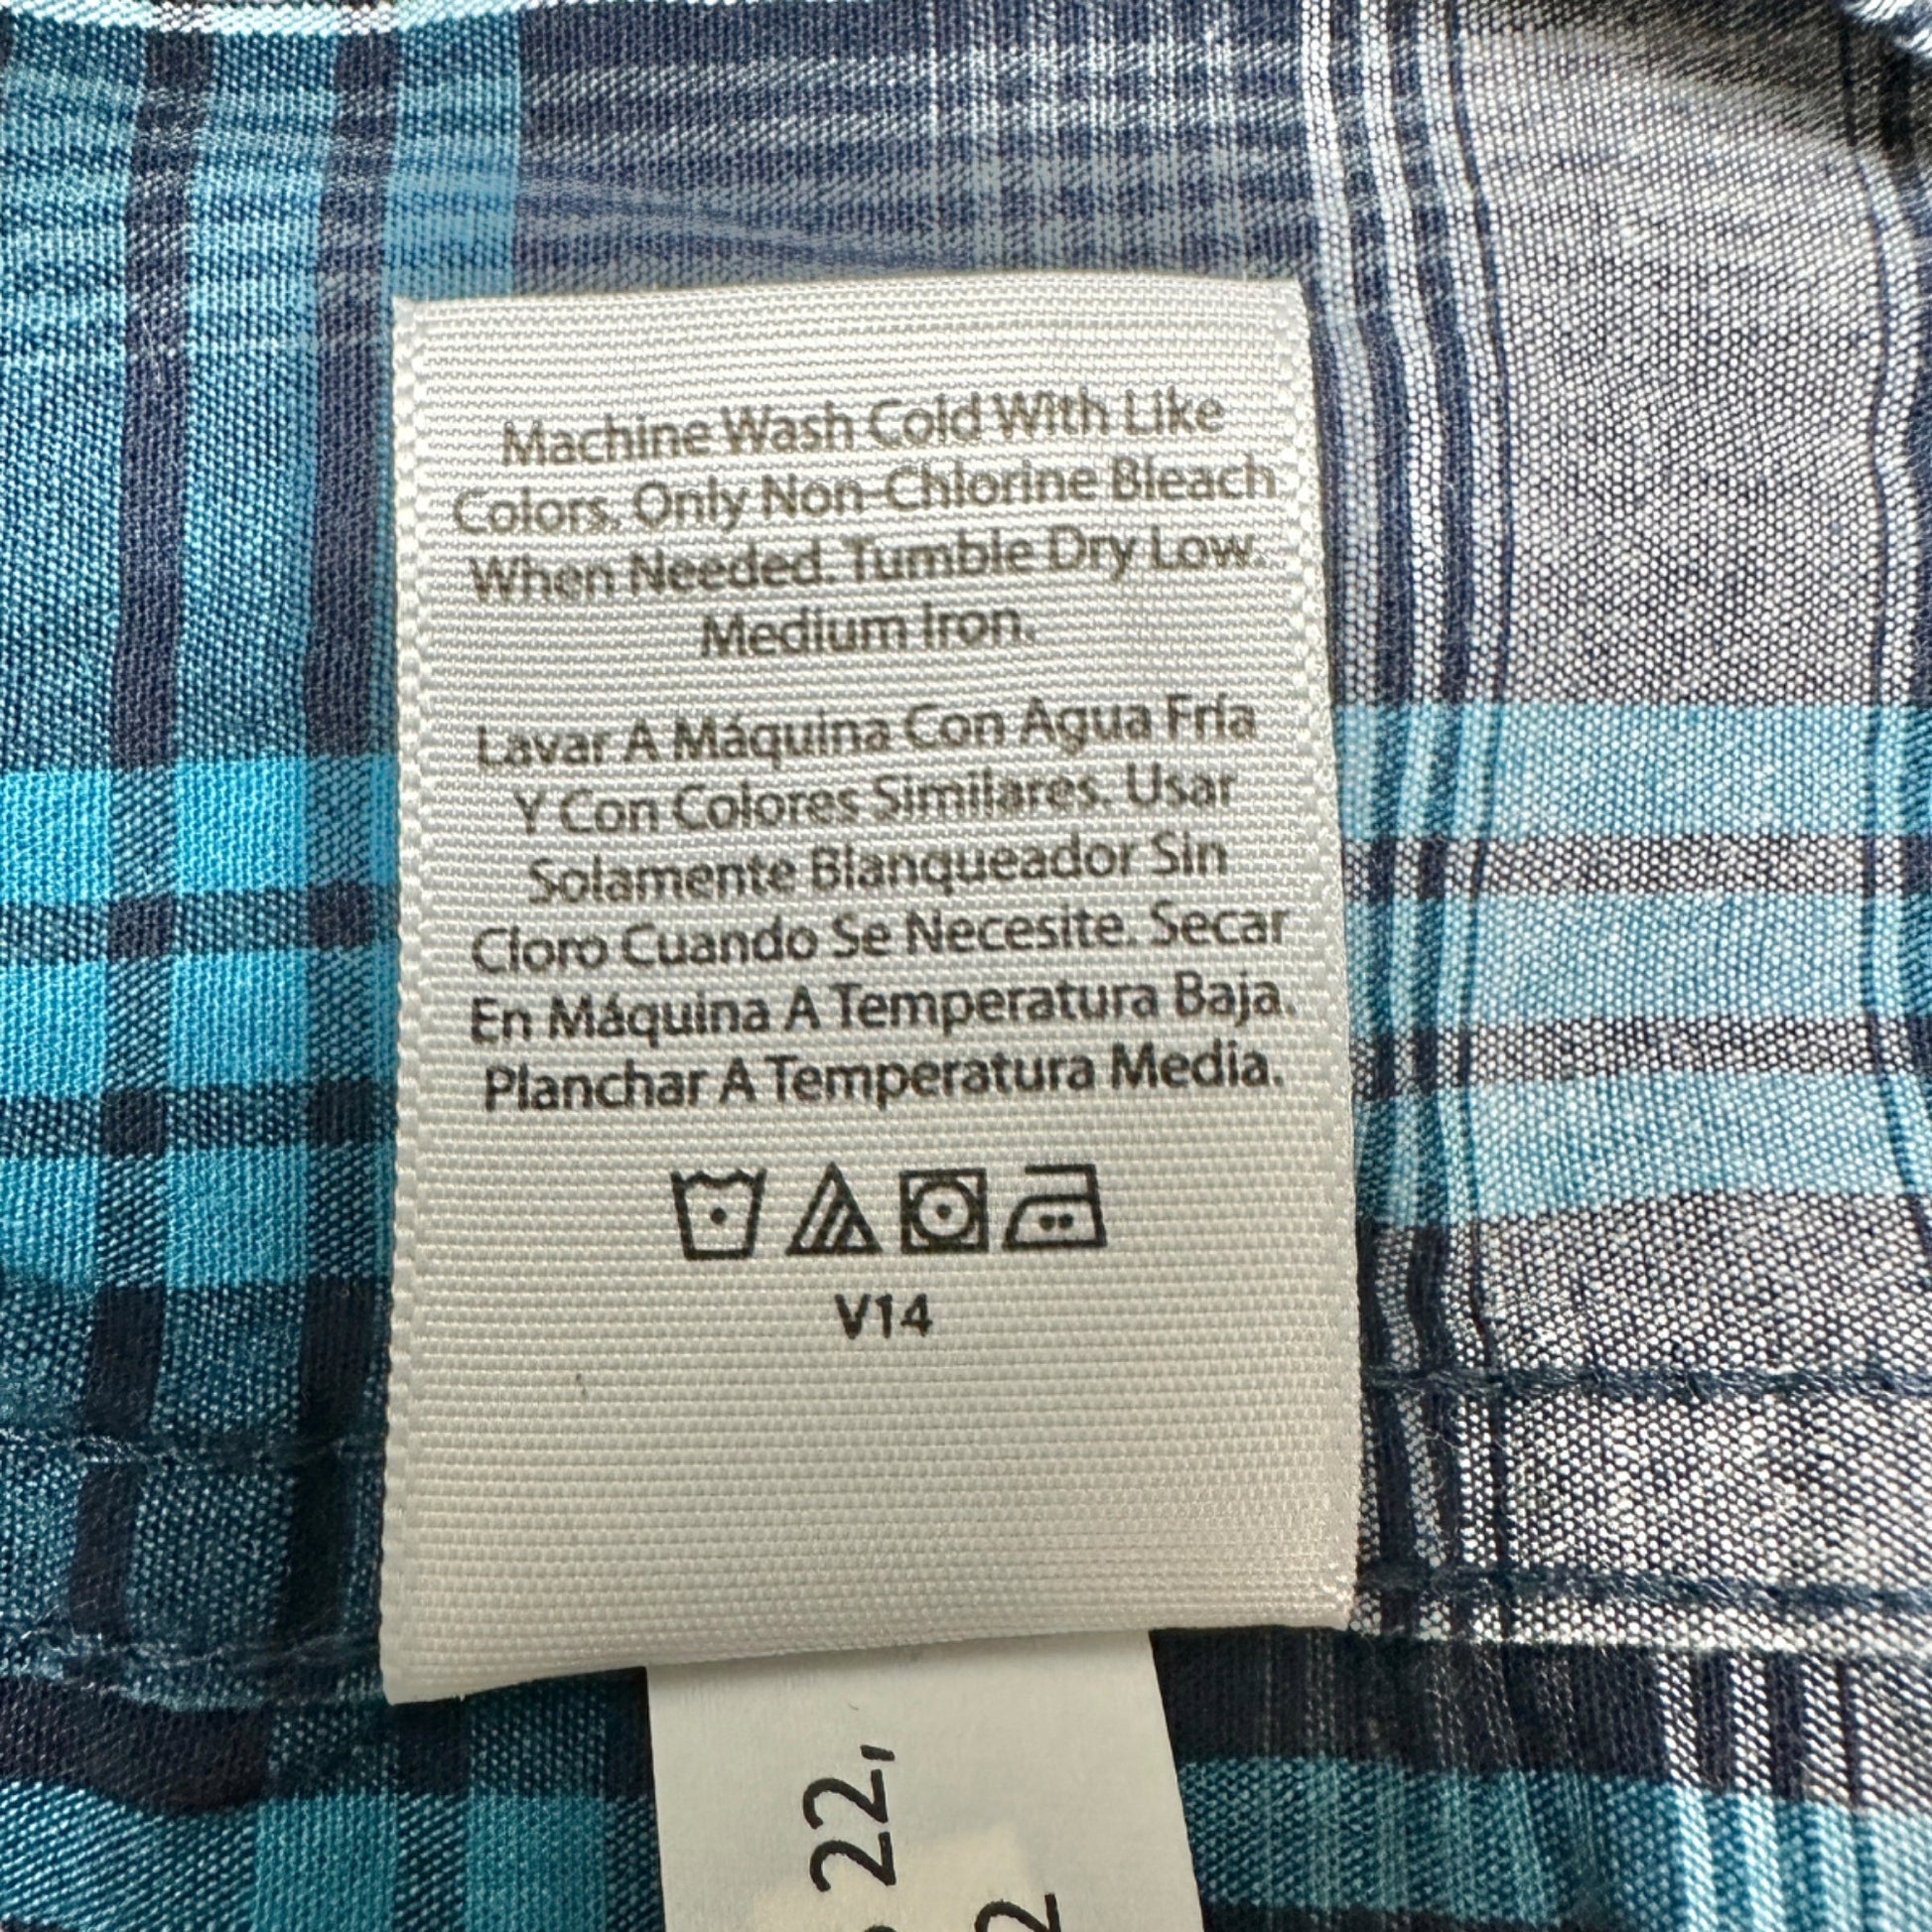 Machine Wash Cold With Like
Colors. Only Non-Chlorine Bleach
When Needed. Tumble Dry Low.
Medium Iron.
Lavar A Máquina Con Agua Fría
Y Con Colores Similares. Usar
Solamente Blanqueador Sin
Cloro Cuando Se Necesite. Secar
En Máquina A Temperatura Baja.
Planchar A Temperatura Media.
V14
22,
2